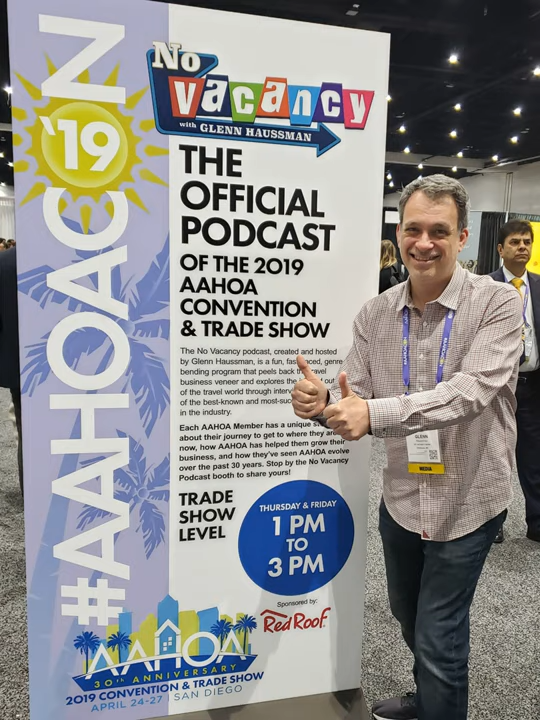 #AAHOACON
'19
No
Vacancy
with GLENN HAUSSMAN
THE
OFFICIAL
PODCAST
OF THE 2019
AAHOA
CONVENTION
& TRADE SHOW
The No Vacancy podcast, created and hosted
by Glenn Haussman, is a fun, fast-paced, genre
bending program that peels back the travel
business veneer and explores the out
of the travel world through
of the best-known and most-
in the industry.
Each AAHOA Member has a unique
about their journey to get to where they are
now, how AAHOA has helped them grow their
business, and how they've seen AAHOA evolve
over the past 30 years. Stop by the No Vacancy
Podcast booth to share yours!
TRADE
SHOW
LEVEL
THURSDAY & FRIDAY
1 PM
TO
3 PM
Sponsored by:
Red Roof
AAHOA
30th ANNIVERSARY
2019 CONVENTION & TRADE SHOW
APRIL 24-27 | SAN DIEGO
GLENN
MEDIA